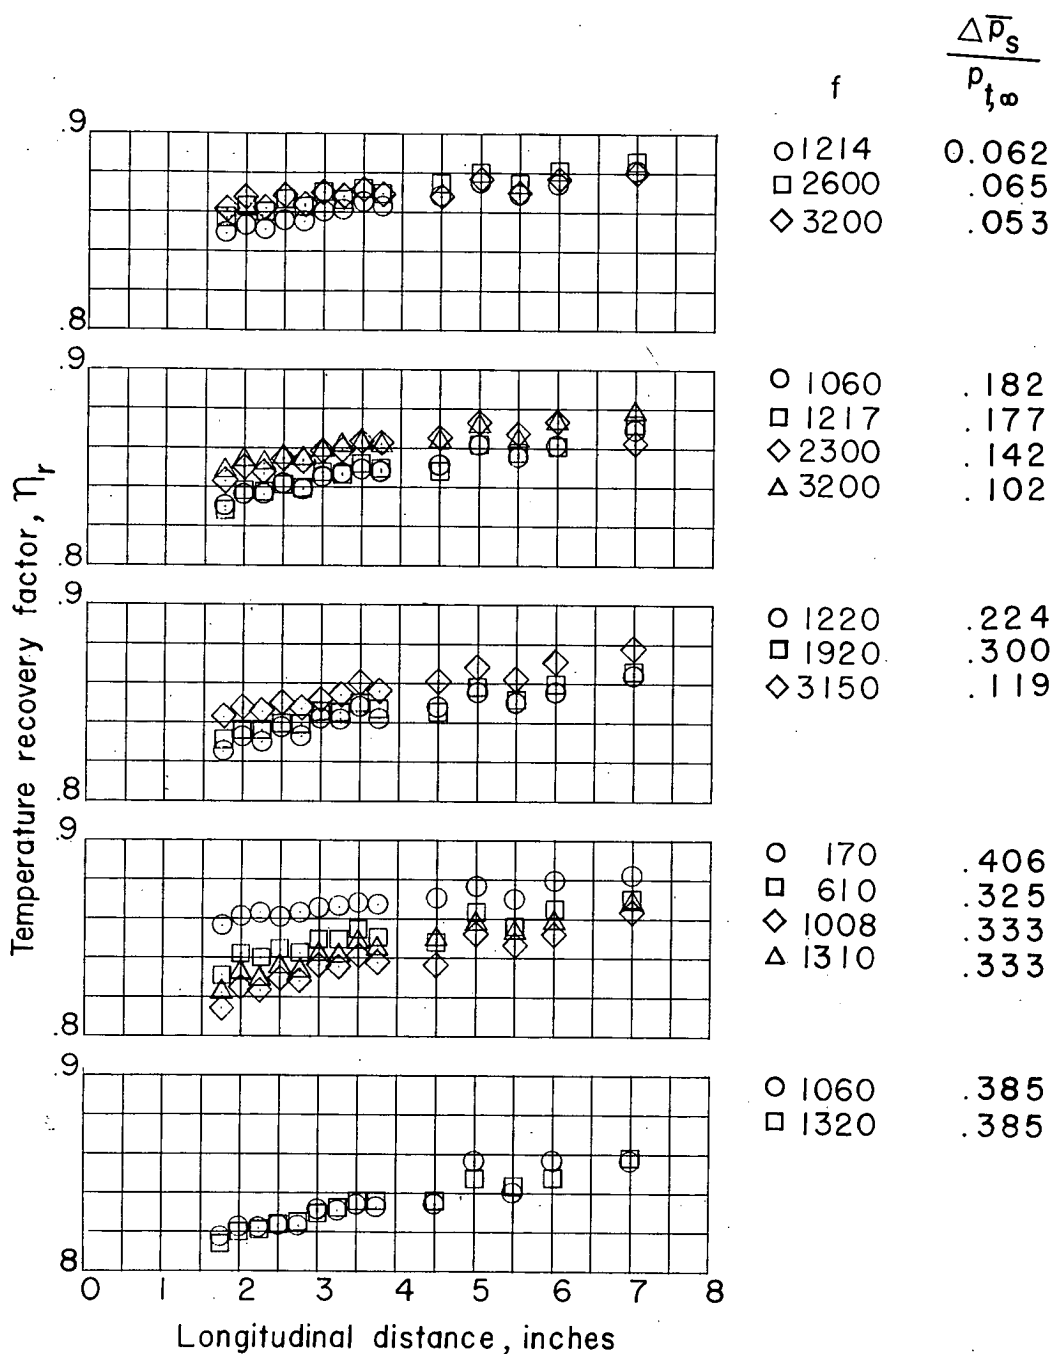 f Δp̅s / pt,∞
.9
.8
○ 1214 0.062
□ 2600 .065
◇ 3200 .053
.9
.8
○ 1060 .182
□ 1217 .177
◇ 2300 .142
△ 3200 .102
.9
.8
○ 1220 .224
□ 1920 .300
◇ 3150 .119
.9
.8
○ 170 .406
□ 610 .325
◇ 1008 .333
△ 1310 .333
.9
8
○ 1060 .385
□ 1320 .385
0 1 2 3 4 5 6 7 8
Longitudinal distance, inches
Temperature recovery factor, ηr